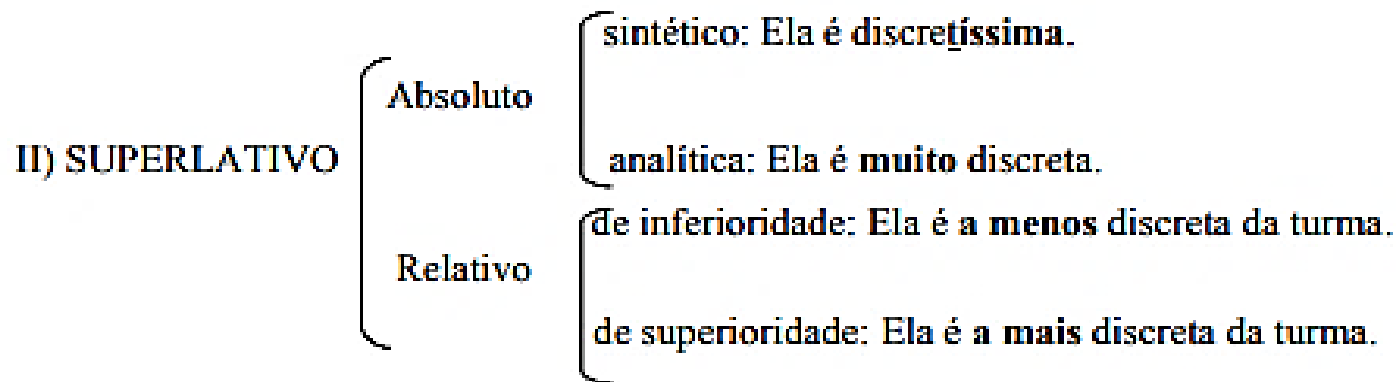 sintético: Ela é discretíssima.
Absoluto
II) SUPERLATIVO
analítica: Ela é muito discreta.
de inferioridade: Ela é a menos discreta da turma.
Relativo
de superioridade: Ela é a mais discreta da turma.